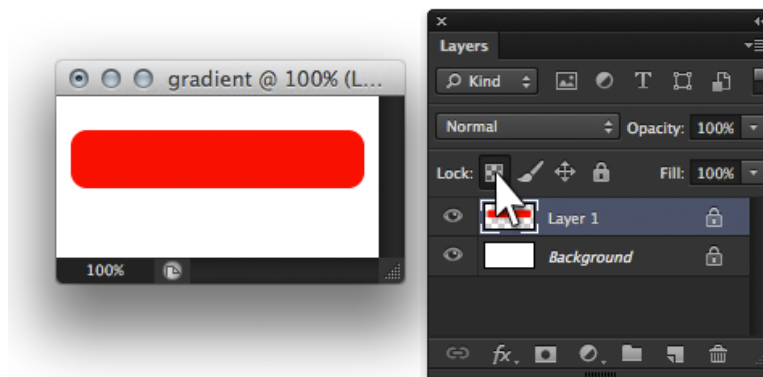 gradient @ 100% (L...
100%
Layers
Kind
Normal
Opacity: 100%
Lock:
Fill: 100%
Layer 1
Background
fx